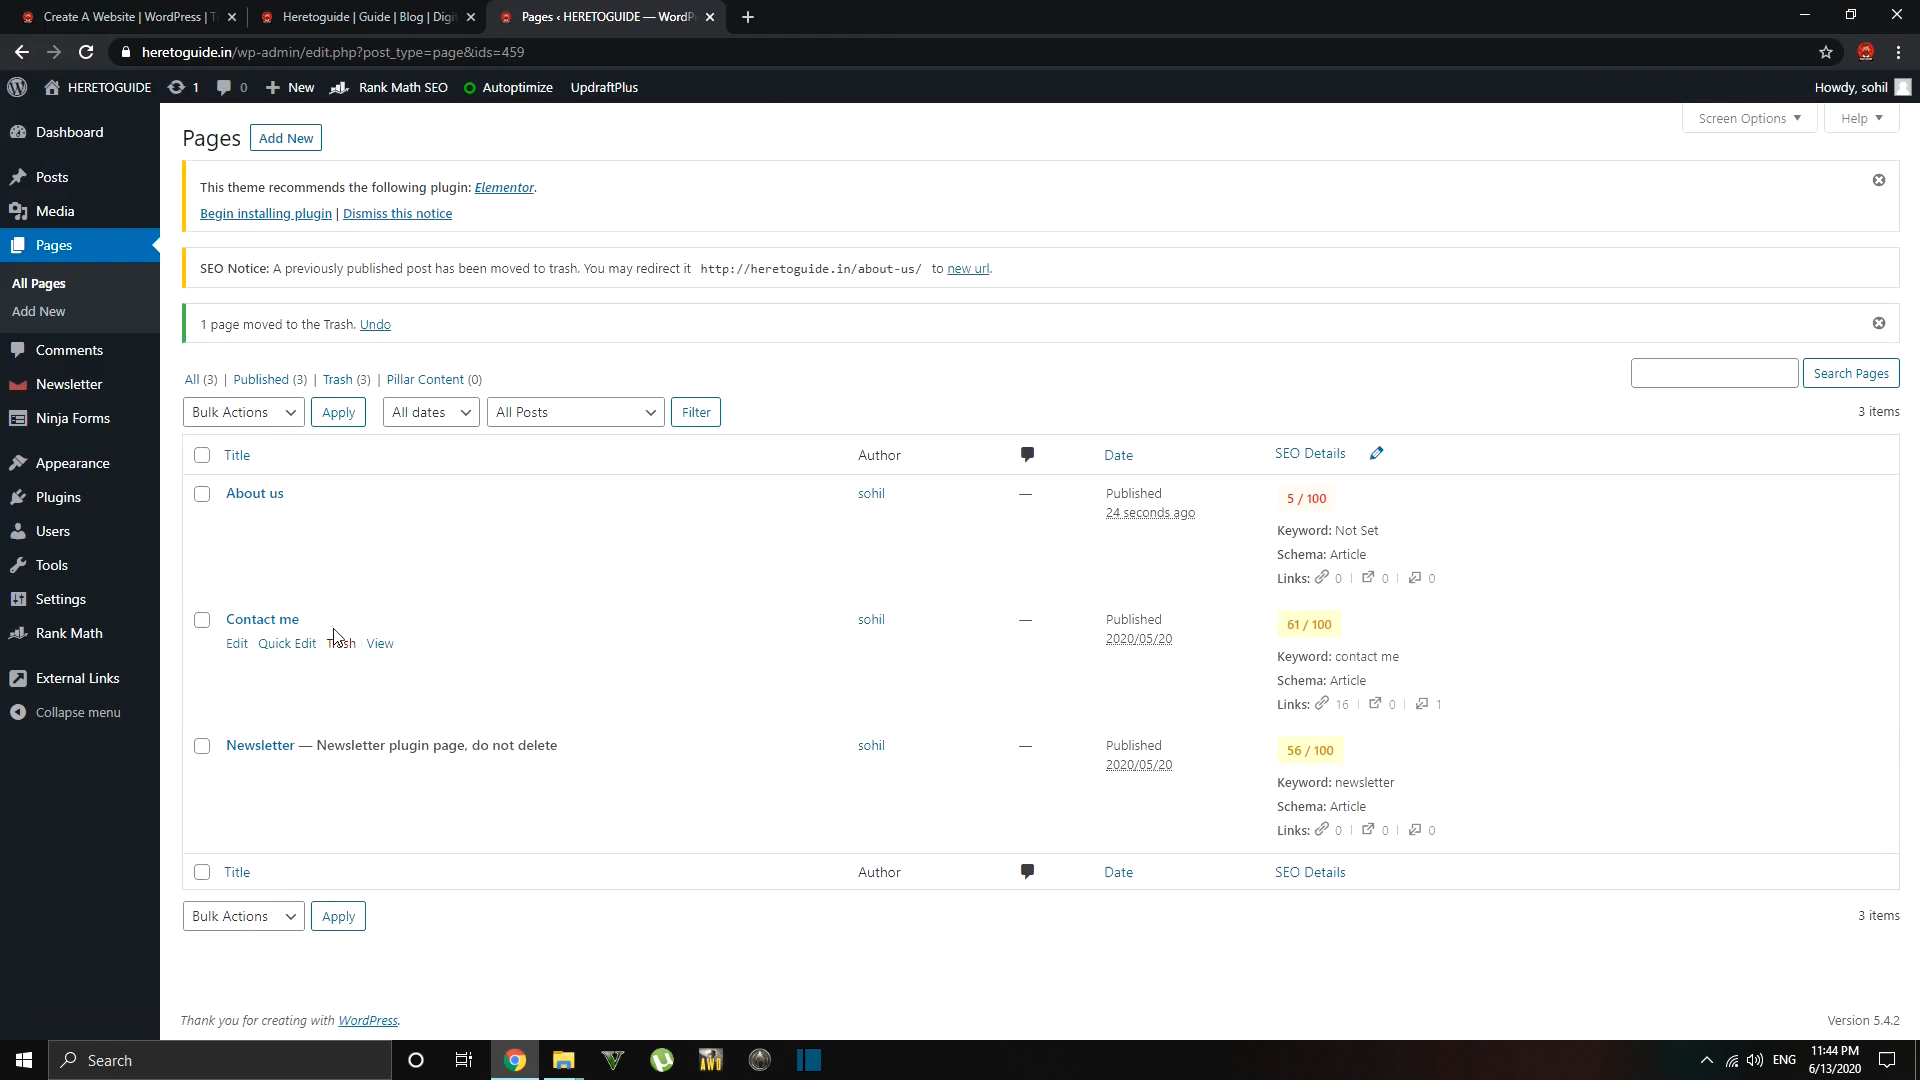 Create A Website | WordPress | T
Heretoguide | Guide | Blog | Digi
Pages ‹ HERETOGUIDE — WordP
heretoguide.in/wp-admin/edit.php?post_type=page&ids=459
HERETOGUIDE
1
0
New
Rank Math SEO
Autoptimize
UpdraftPlus
Howdy, sohil
Dashboard
Posts
Media
Pages
All Pages
Add New
Comments
Newsletter
Ninja Forms
Appearance
Plugins
Users
Tools
Settings
Rank Math
External Links
Collapse menu
Screen Options
Help
Pages
Add New
This theme recommends the following plugin: Elementor.
Begin installing plugin | Dismiss this notice
SEO Notice: A previously published post has been moved to trash. You may redirect it http://heretoguide.in/about-us/ to new url.
1 page moved to the Trash. Undo
All (3) | Published (3) | Trash (3) | Pillar Content (0)
Search Pages
Bulk Actions
Apply
All dates
All Posts
Filter
3 items
Title
Author
Date
SEO Details
About us
sohil
—
Published
24 seconds ago
5 / 100
Keyword: Not Set
Schema: Article
Links: 0 | 0 | 0
Contact me
Edit Quick Edit Trash View
sohil
—
Published
2020/05/20
61 / 100
Keyword: contact me
Schema: Article
Links: 16 | 0 | 1
Newsletter — Newsletter plugin page, do not delete
sohil
—
Published
2020/05/20
56 / 100
Keyword: newsletter
Schema: Article
Links: 0 | 0 | 0
Title
Author
Date
SEO Details
Bulk Actions
Apply
3 items
Thank you for creating with WordPress.
Version 5.4.2
Search
ENG
11:44 PM
6/13/2020